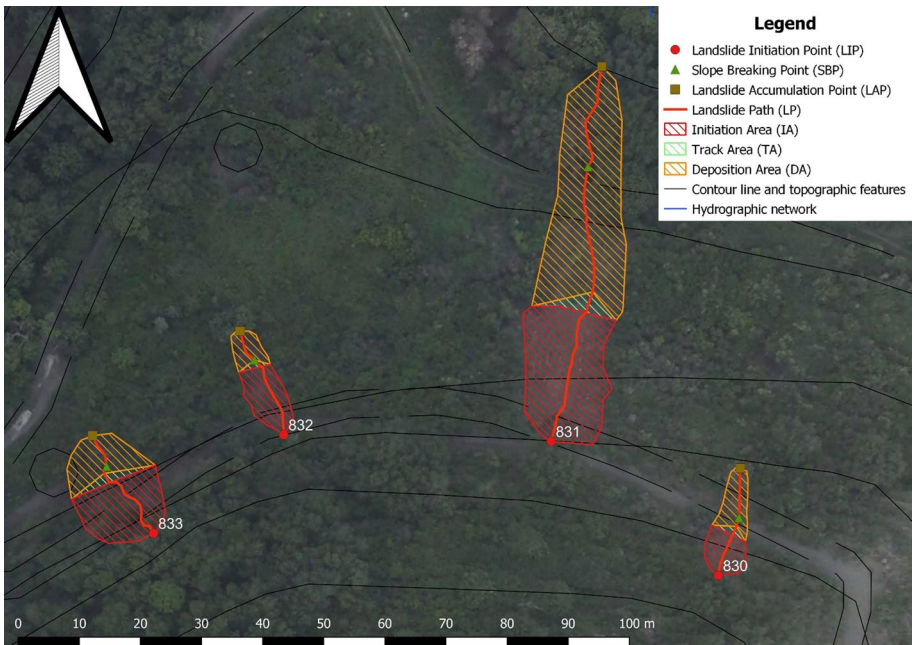 Legend
Landslide Initiation Point (LIP)
Slope Breaking Point (SBP)
Landslide Accumulation Point (LAP)
Landslide Path (LP)
Initiation Area (IA)
Track Area (TA)
Deposition Area (DA)
Contour line and topographic features
Hydrographic network
832
831
833
830
0 10 20 30 40 50 60 70 80 90 100 m